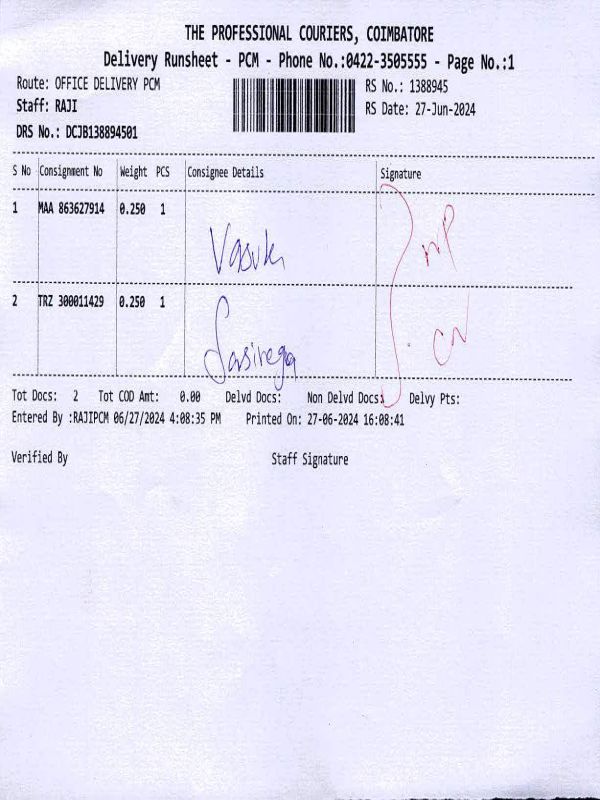 THE PROFESSIONAL COURIERS, COIMBATORE
Delivery Runsheet - PCM - Phone No.:0422-3505555 - Page No.:1
Route: OFFICE DELIVERY PCM
RS No.: 1388945
Staff: RAJI
RS Date: 27-Jun-2024
DRS No.: DCJB138894501
S No Consignment No Weight PCS Consignee Details Signature
1 MAA 863627914 0.250 1
Vasuki
2 TRZ 300011429 0.250 1
Sasirega
Tot Docs: 2 Tot COD Amt: 0.00 Delvd Docs: Non Delvd Docs: Delvy Pts:
Entered By :RAJIPCM 06/27/2024 4:08:35 PM Printed On: 27-06-2024 16:08:41
Verified By Staff Signature